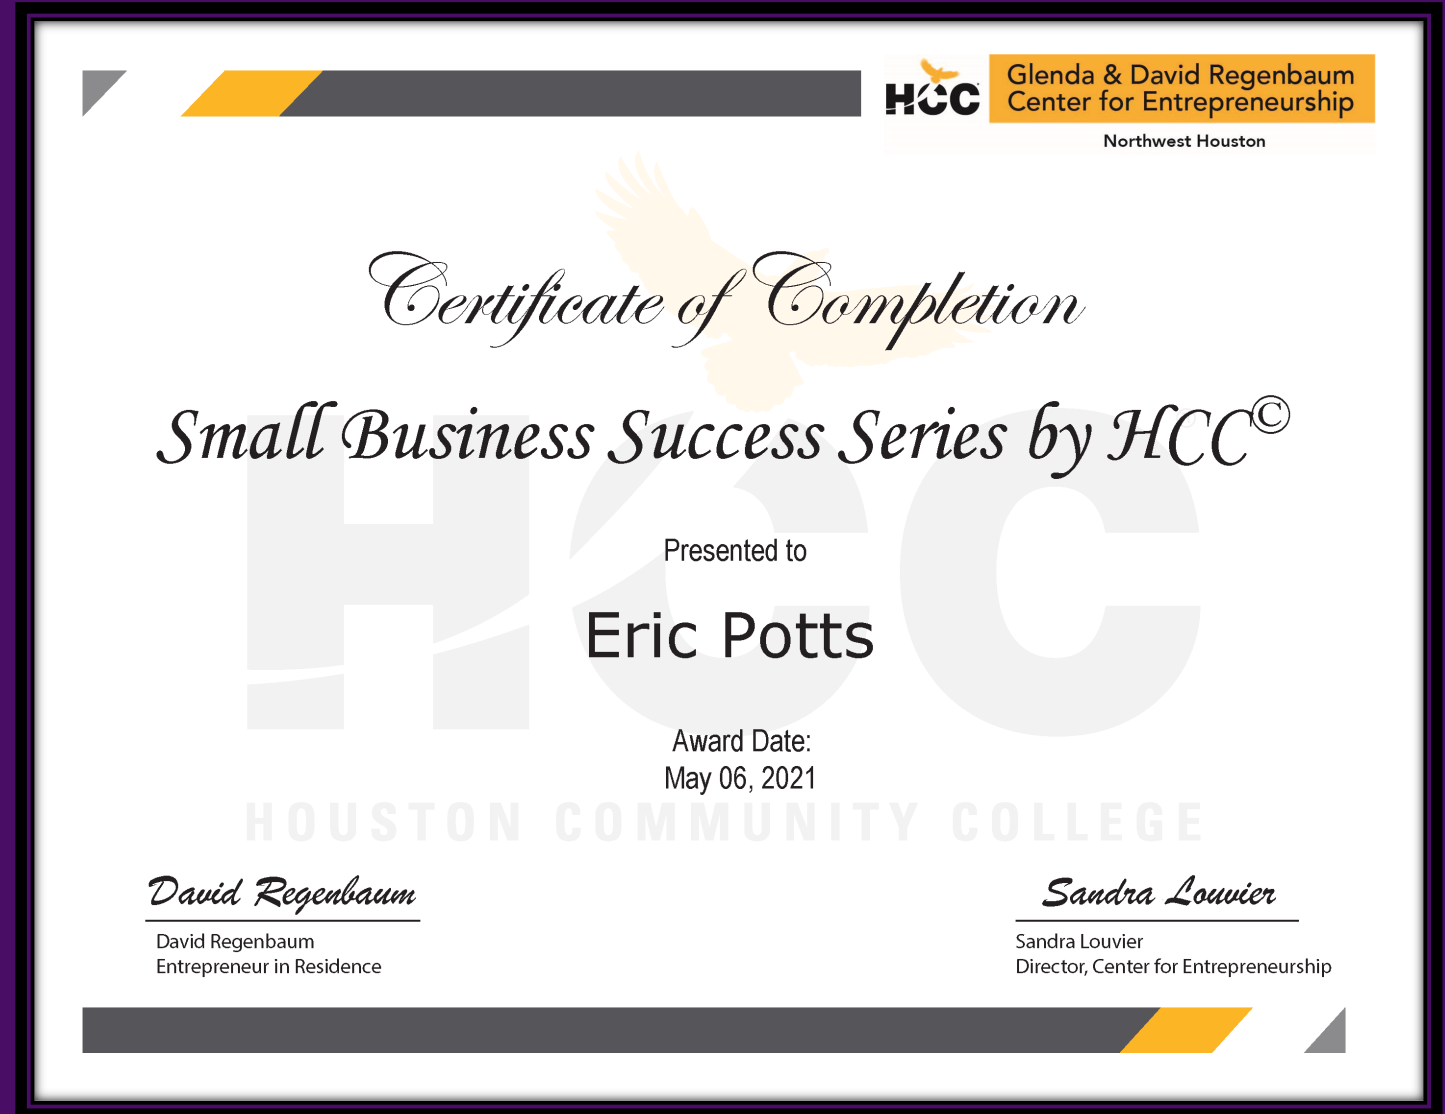 HCC
Glenda & David Regenbaum
Center for Entrepreneurship
Northwest Houston
Certificate of Completion
Small Business Success Series by HCC©
HCC
Presented to
Eric Potts
Award Date:
May 06, 2021
HOUSTON COMMUNITY COLLEGE
David Regenbaum
David Regenbaum
Entrepreneur in Residence
Sandra Louvier
Sandra Louvier
Director, Center for Entrepreneurship